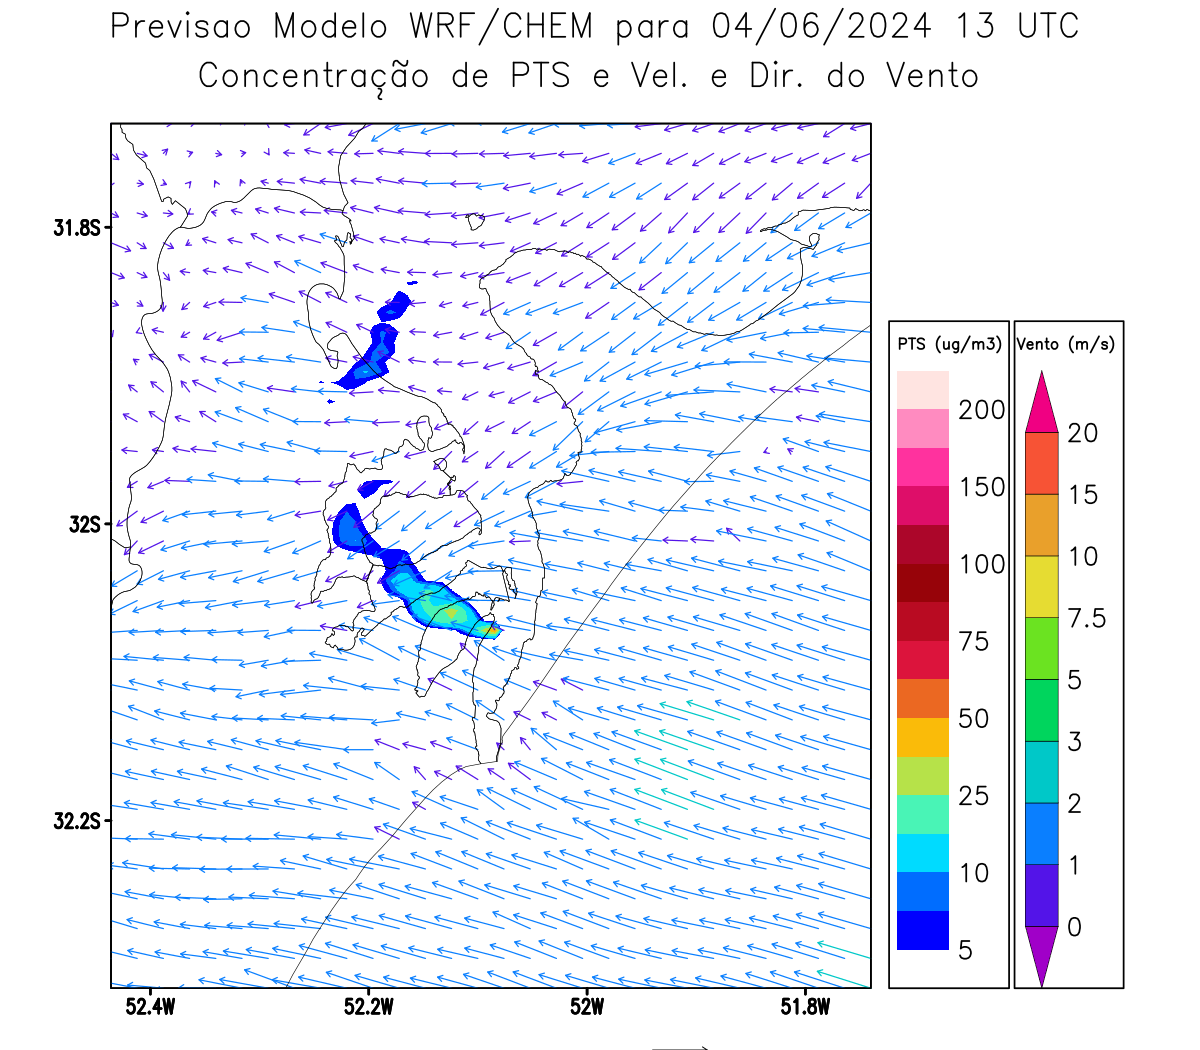 Previsao Modelo WRF/CHEM para 04/06/2024 13 UTC
Concentração de PTS e Vel. e Dir. do Vento
31.8S
32S
32.2S
52.4W 52.2W 52W 51.8W
PTS (ug/m3)
200
150
100
75
50
25
10
5
Vento (m/s)
20
15
10
7.5
5
3
2
1
0